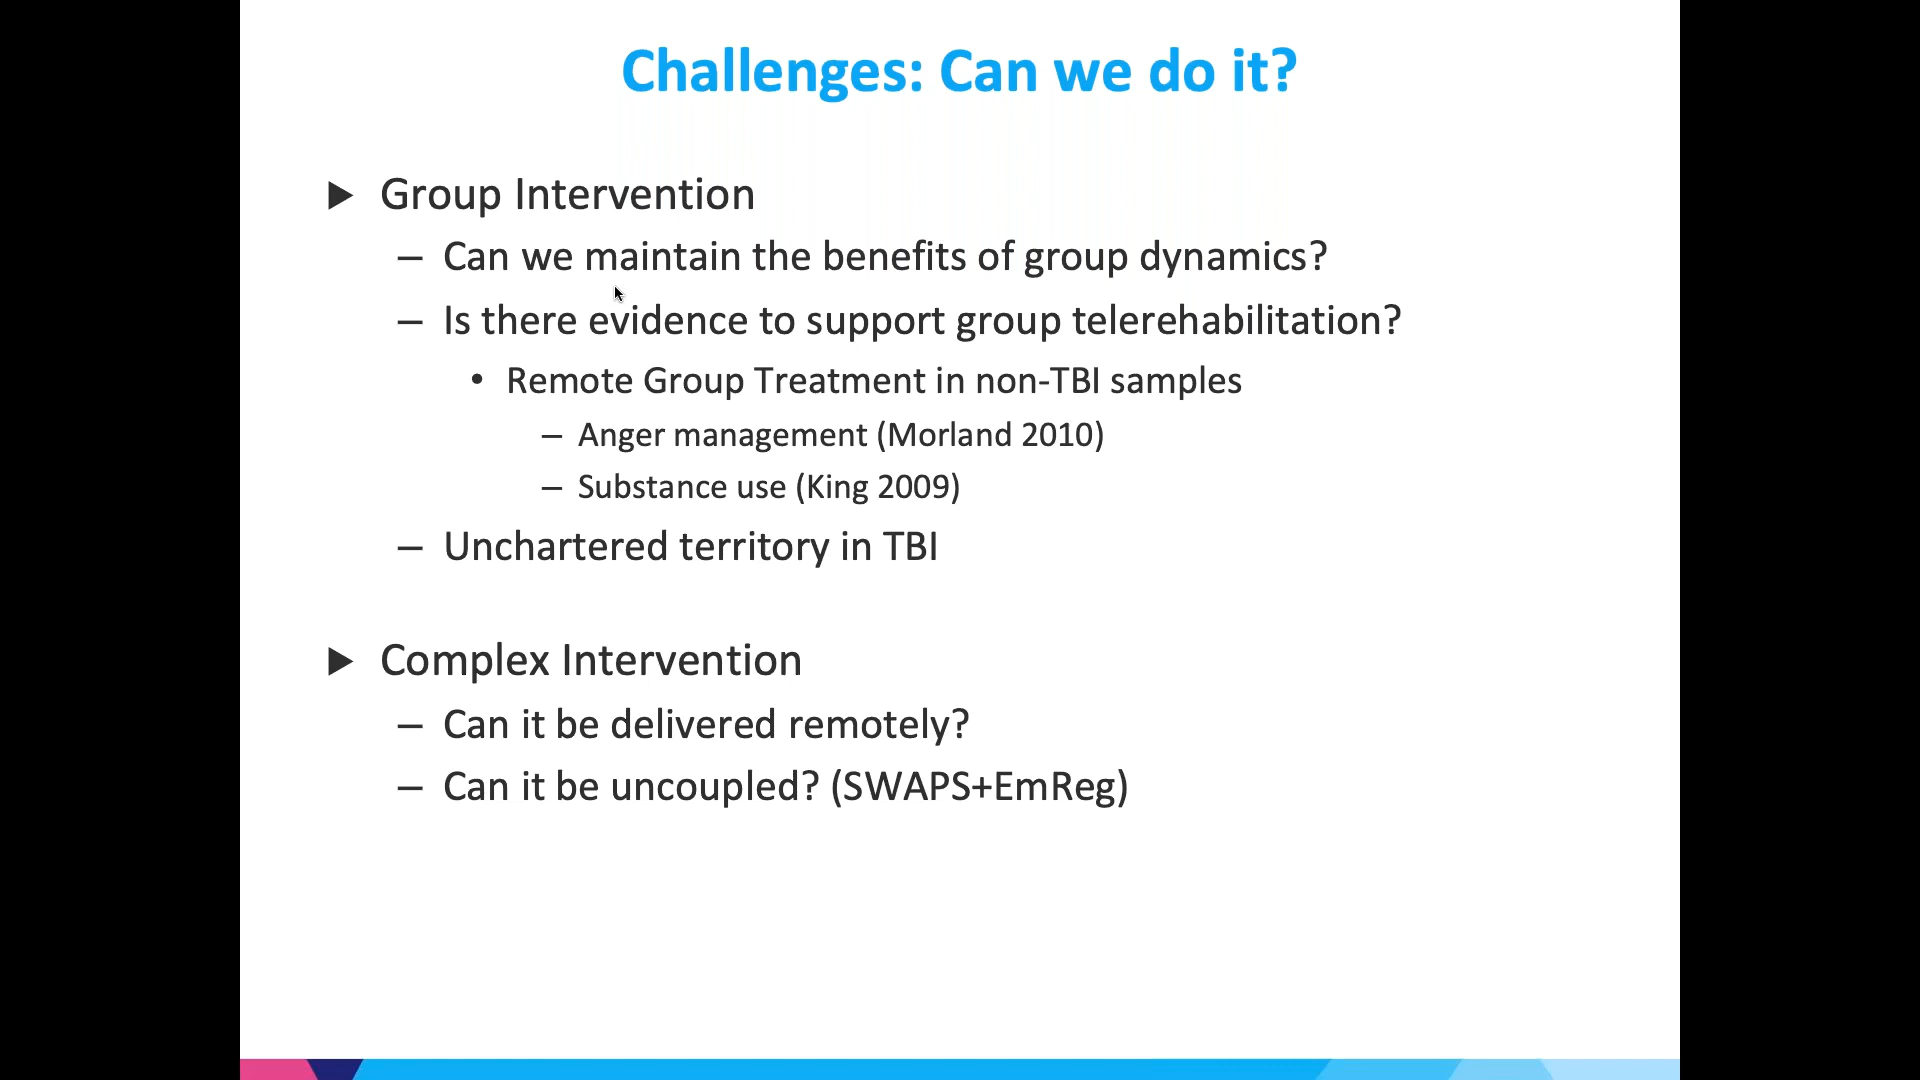 Challenges: Can we do it?
▶ Group Intervention
– Can we maintain the benefits of group dynamics?
– Is there evidence to support group telerehabilitation?
• Remote Group Treatment in non-TBI samples
– Anger management (Morland 2010)
– Substance use (King 2009)
– Unchartered territory in TBI
▶ Complex Intervention
– Can it be delivered remotely?
– Can it be uncoupled? (SWAPS+EmReg)